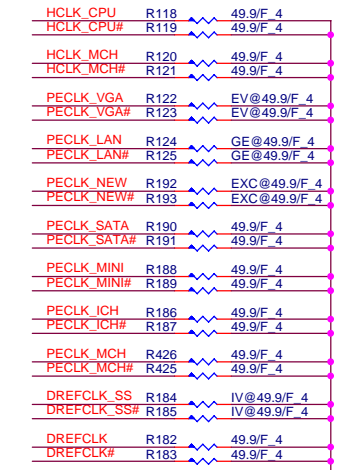 HCLK_CPU R118 49.9/F_4
HCLK_CPU# R119 49.9/F_4
HCLK_MCH R120 49.9/F_4
HCLK_MCH# R121 49.9/F_4
PECLK_VGA R122 EV@49.9/F_4
PECLK_VGA# R123 EV@49.9/F_4
PECLK_LAN R124 GE@49.9/F_4
PECLK_LAN# R125 GE@49.9/F_4
PECLK_NEW R192 EXC@49.9/F_4
PECLK_NEW# R193 EXC@49.9/F_4
PECLK_SATA R190 49.9/F_4
PECLK_SATA# R191 49.9/F_4
PECLK_MINI R188 49.9/F_4
PECLK_MINI# R189 49.9/F_4
PECLK_ICH R186 49.9/F_4
PECLK_ICH# R187 49.9/F_4
PECLK_MCH R426 49.9/F_4
PECLK_MCH# R425 49.9/F_4
DREFCLK_SS R184 IV@49.9/F_4
DREFCLK_SS# R185 IV@49.9/F_4
DREFCLK R182 49.9/F_4
DREFCLK# R183 49.9/F_4